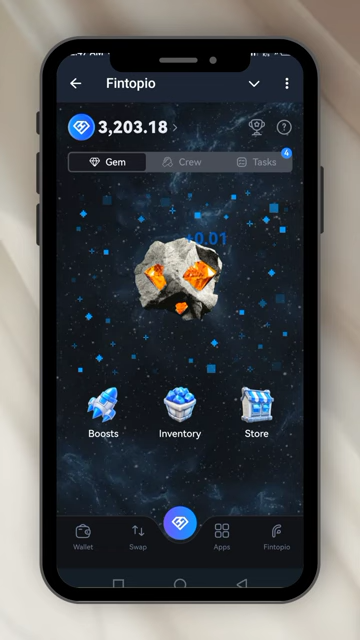 Fintopio
3,203.18
Gem
Crew
Tasks
4
+0.01
Boosts
Inventory
Store
Wallet
Swap
Apps
Fintopio